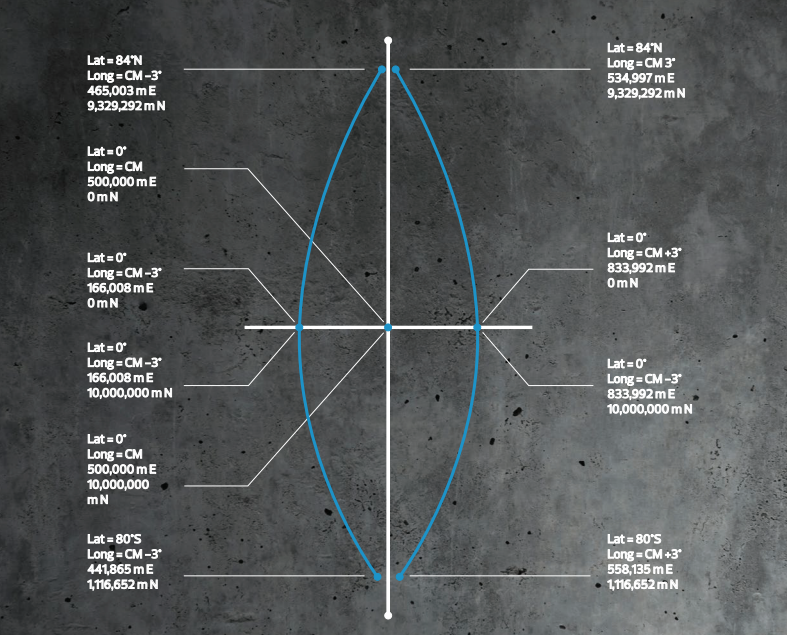 Lat = 84°N
Long = CM –3°
465,003 m E
9,329,292 m N
Lat = 0°
Long = CM
500,000 m E
0 m N
Lat = 0°
Long = CM –3°
166,008 m E
0 m N
Lat = 0°
Long = CM –3°
166,008 m E
10,000,000 m N
Lat = 0°
Long = CM
500,000 m E
10,000,000
m N
Lat = 80°S
Long = CM –3°
441,865 m E
1,116,652 m N
Lat = 84°N
Long = CM 3°
534,997 m E
9,329,292 m N
Lat = 0°
Long = CM +3°
833,992 m E
0 m N
Lat = 0°
Long = CM –3°
833,992 m E
10,000,000 m N
Lat = 80°S
Long = CM +3°
558,135 m E
1,116,652 m N